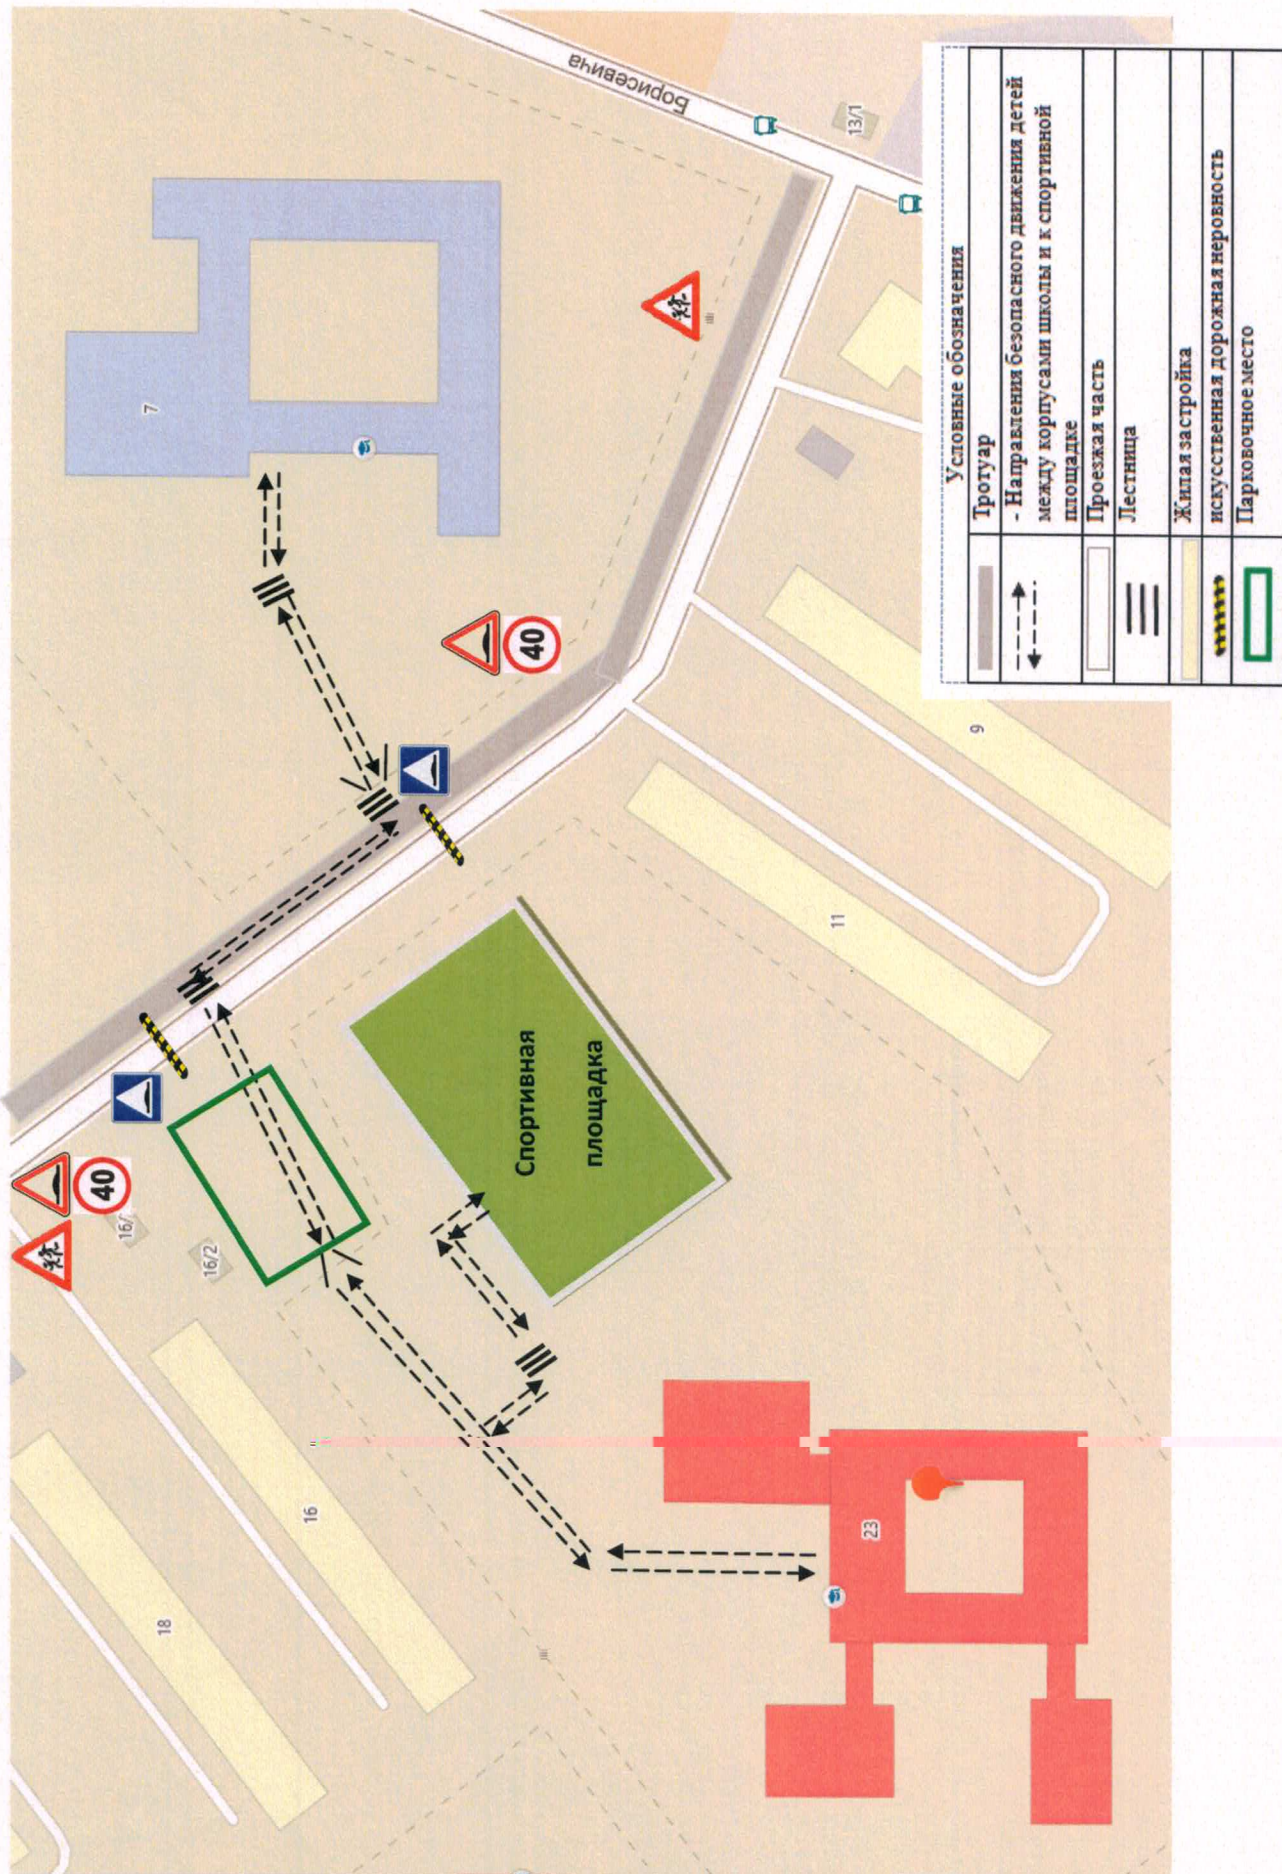 Борисевича
13/1
7
40
9
11
Спортивная
площадка
40
16/2
16
18
23
Условные обозначения
Тротуар
- Направления безопасного движения детей
между корпусами школы и к спортивной
площадке
Проезжая часть
Лестница
Жилая застройка
искусственная дорожная неровность
Парковочное место